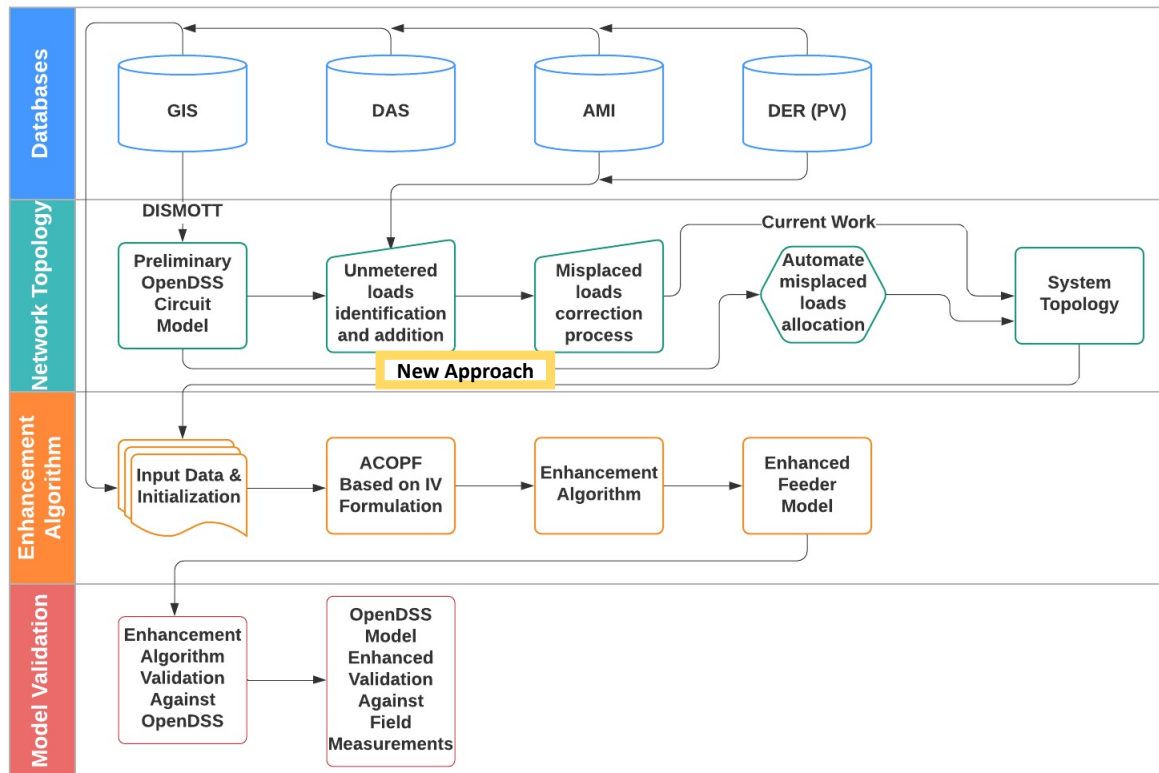 Databases
GIS
DAS
AMI
DER (PV)
Network Topology
DISMOTT
Preliminary
OpenDSS
Circuit
Model
Unmetered
loads
identification
and addition
Misplaced
loads
correction
process
Current Work
Automate
misplaced
loads
allocation
System
Topology
New Approach
Enhancement
Algorithm
Input Data &
Initialization
ACOPF
Based on IV
Formulation
Enhancement
Algorithm
Enhanced
Feeder
Model
Model Validation
Enhancement
Algorithm
Validation
Against
OpenDSS
OpenDSS
Model
Enhanced
Validation
Against
Field
Measurements